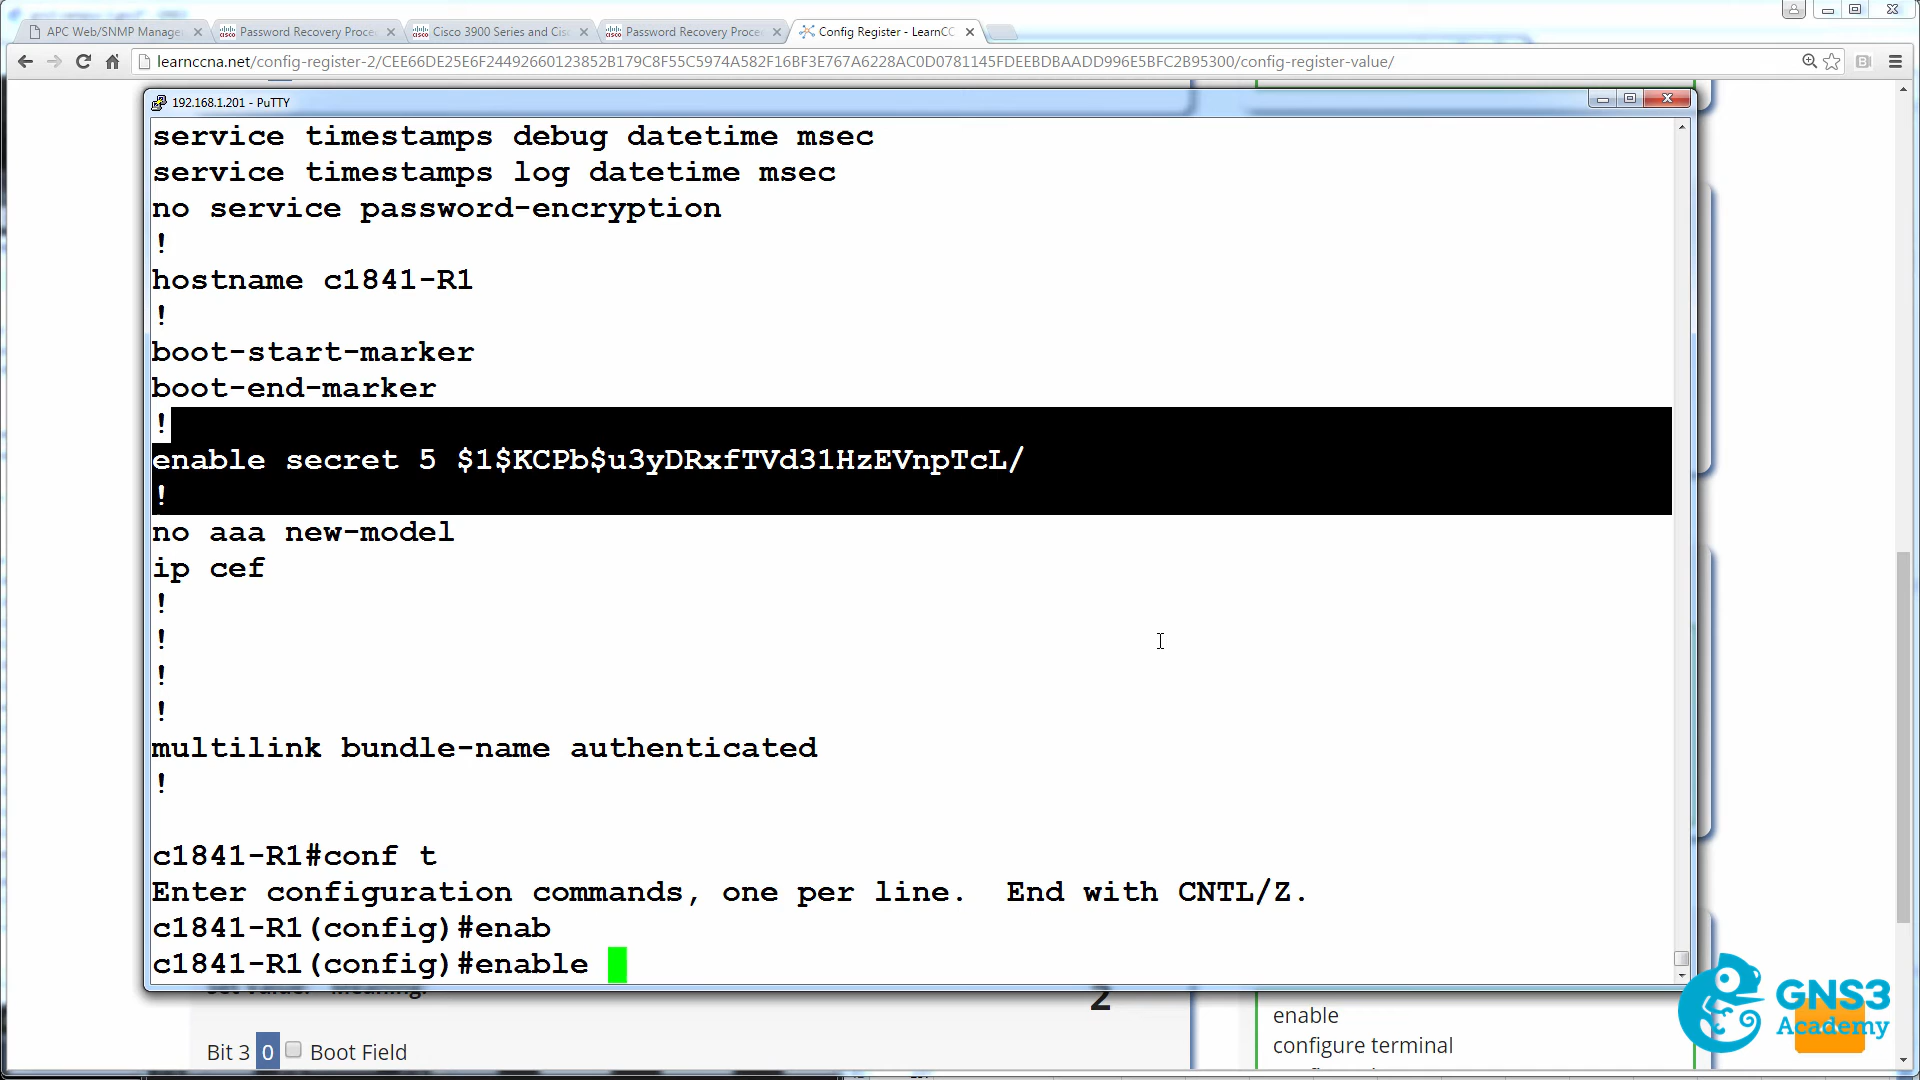 APC Web/SNMP Manage
Password Recovery Proce
Cisco 3900 Series and Cis
Password Recovery Proce
Config Register - LearnCC
learnccna.net/config-register-2/CEE66DE25E6F24492660123852B179C8F55C5974A582F16BF3E767A6228AC0D0781145FDEEBDBAADD996E5BFC2B95300/config-register-value/
192.168.1.201 - PuTTY
service timestamps debug datetime msec
service timestamps log datetime msec
no service password-encryption
!
hostname c1841-R1
!
boot-start-marker
boot-end-marker
!
enable secret 5 $1$KCPb$u3yDRxfTVd31HzEVnpTcL/
!
no aaa new-model
ip cef
!
!
!
!
multilink bundle-name authenticated
!
c1841-R1#conf t
Enter configuration commands, one per line.  End with CNTL/Z.
c1841-R1(config)#enab
c1841-R1(config)#enable
2
Bit 3 0 Boot Field
enable
configure terminal
GNS3
Academy